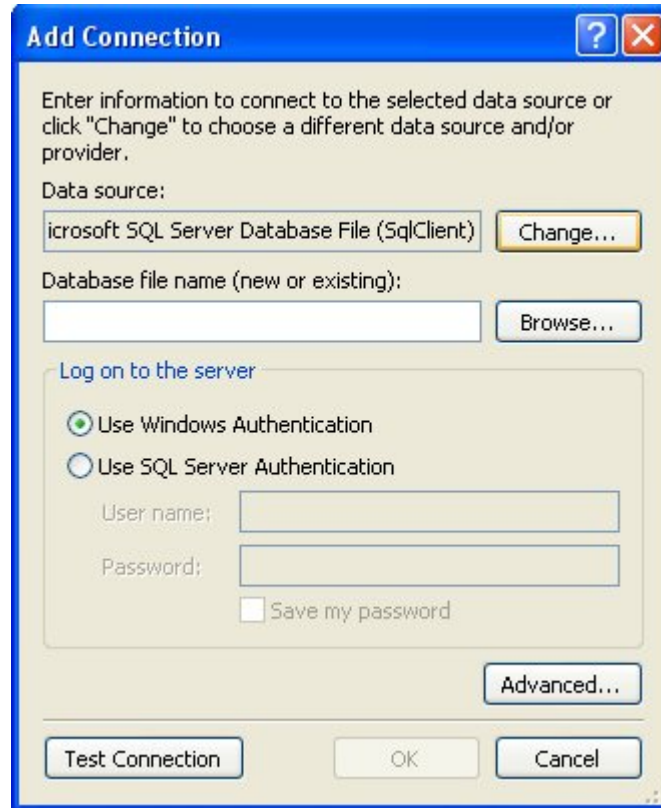 Add Connection
Enter information to connect to the selected data source or
click "Change" to choose a different data source and/or
provider.
Data source:
icrosoft SQL Server Database File (SqlClient)
Change...
Database file name (new or existing):
Browse...
Log on to the server
Use Windows Authentication
Use SQL Server Authentication
User name:
Password:
Save my password
Advanced...
Test Connection
OK
Cancel